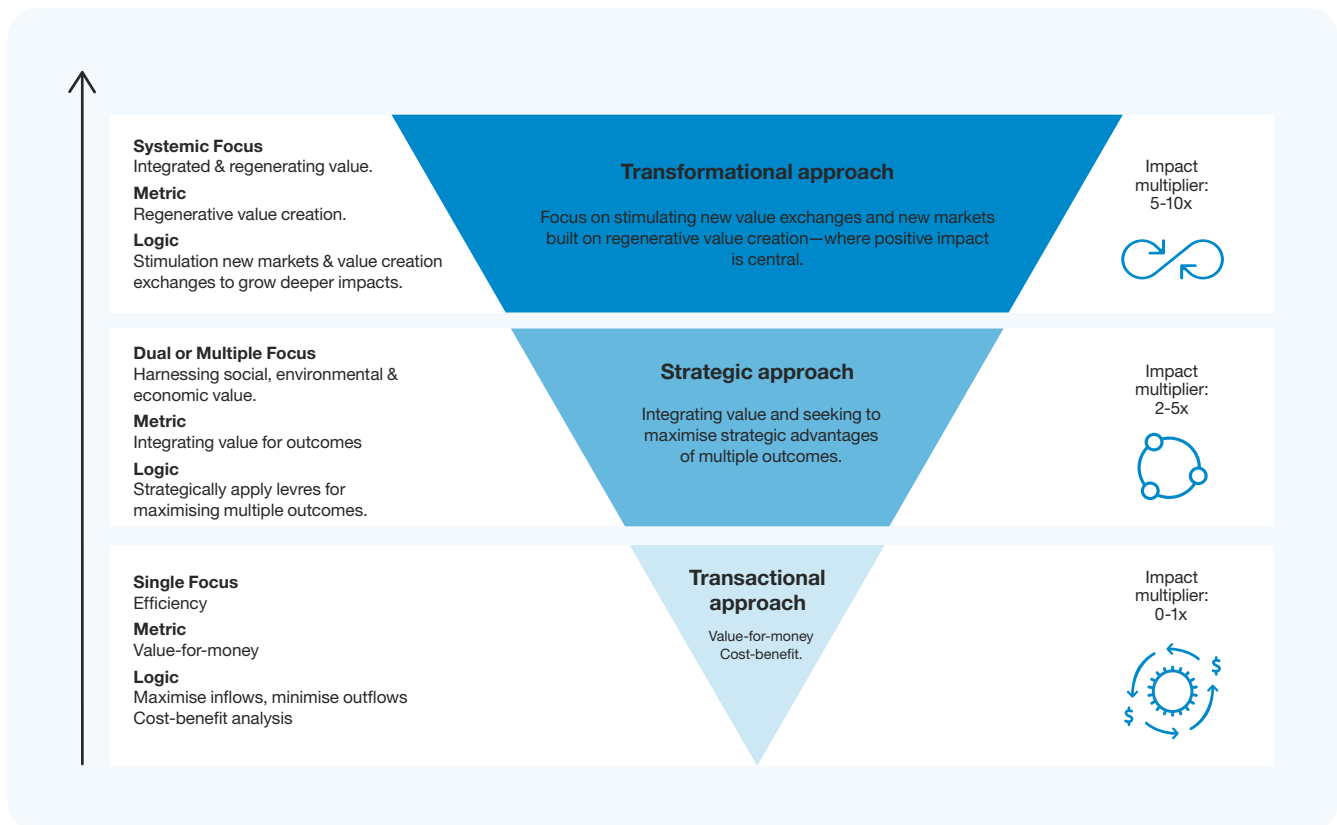 Systemic Focus
Integrated & regenerating value.
Metric
Regenerative value creation.
Logic
Stimulation new markets & value creation
exchanges to grow deeper impacts.
Transformational approach
Focus on stimulating new value exchanges and new markets
built on regenerative value creation—where positive impact
is central.
Impact
multiplier:
5-10x
Dual or Multiple Focus
Harnessing social, environmental &
economic value.
Metric
Integrating value for outcomes
Logic
Strategically apply levres for
maximising multiple outcomes.
Strategic approach
Integrating value and seeking to
maximise strategic advantages
of multiple outcomes.
Impact
multiplier:
2-5x
Single Focus
Efficiency
Metric
Value-for-money
Logic
Maximise inflows, minimise outflows
Cost-benefit analysis
Transactional
approach
Value-for-money
Cost-benefit.
Impact
multiplier:
0-1x
$
$